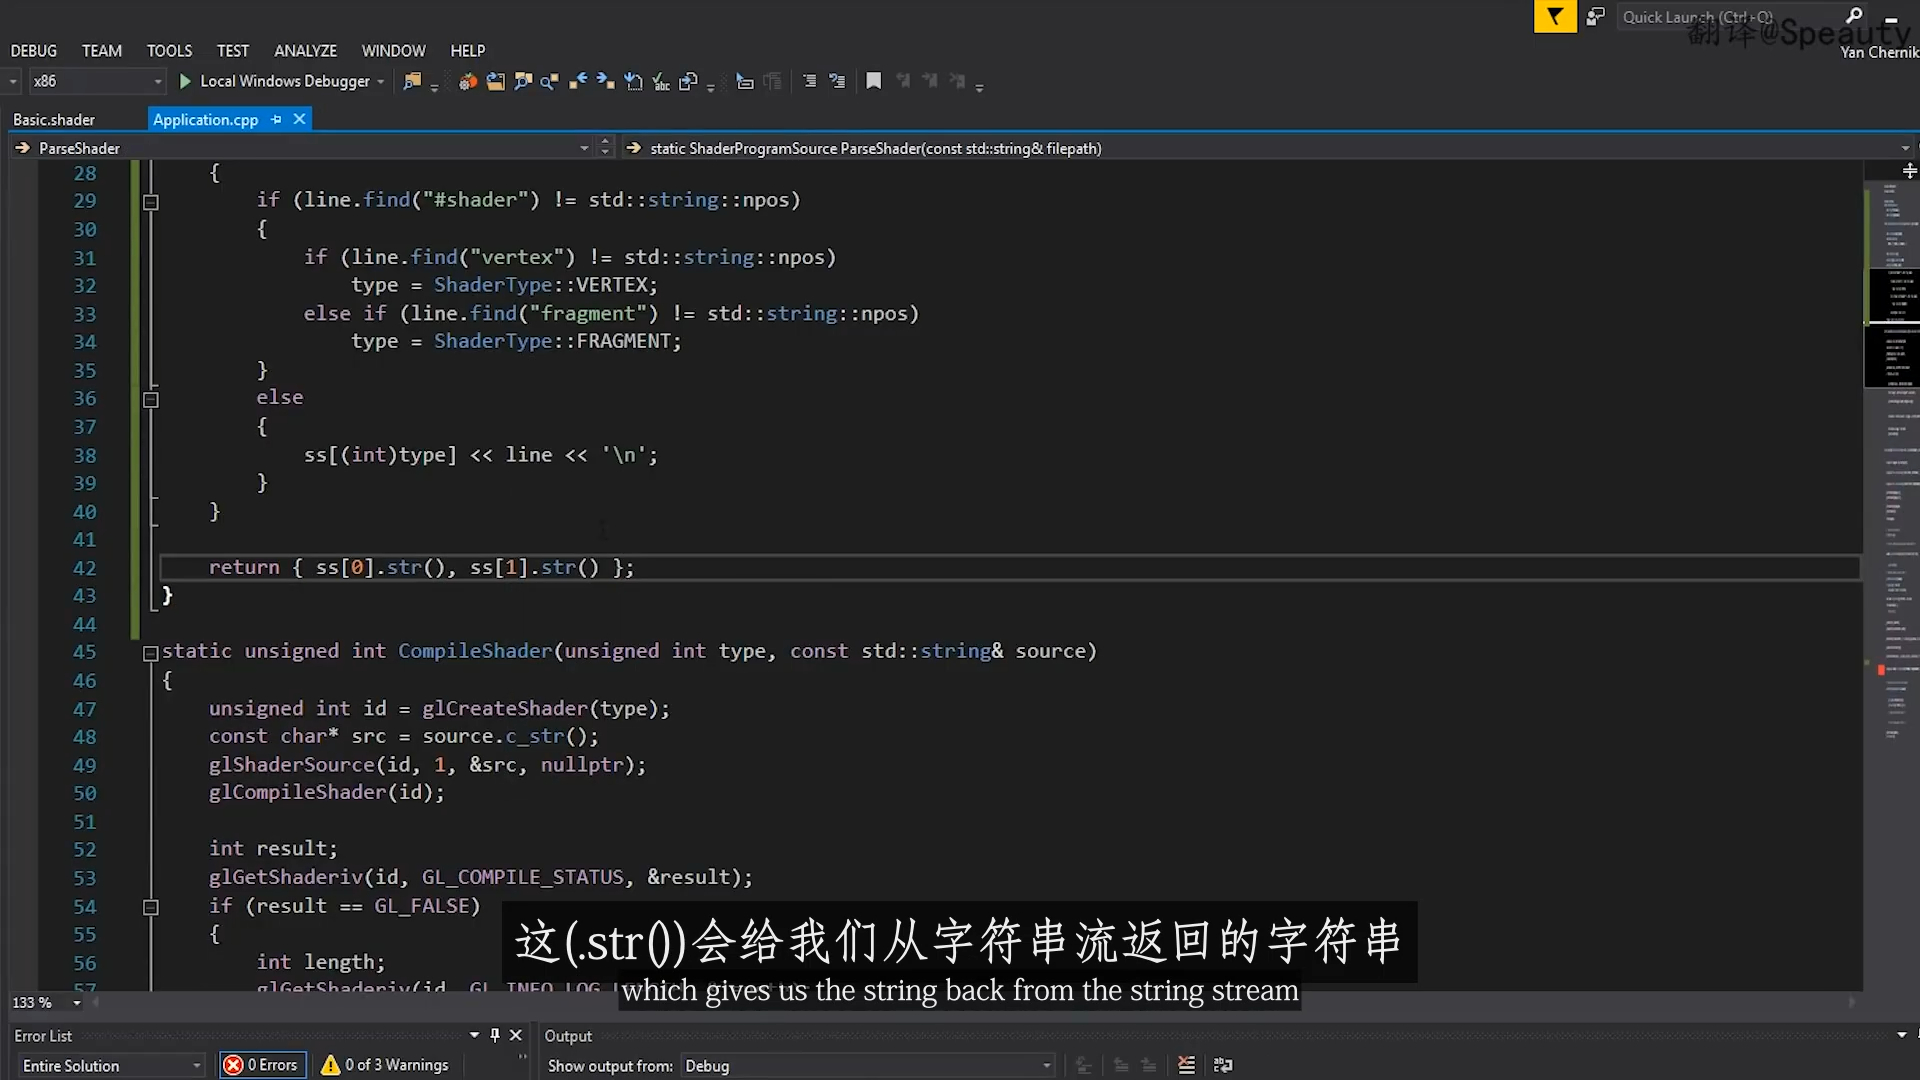 Quick Launch (Ctrl+Q)
翻译@Speauty
DEBUG TEAM TOOLS TEST ANALYZE WINDOW HELP
Yan Chernik
x86 Local Windows Debugger
Basic.shader Application.cpp
ParseShader static ShaderProgramSource ParseShader(const std::string& filepath)
28 {
29 if (line.find("#shader") != std::string::npos)
30 {
31 if (line.find("vertex") != std::string::npos)
32 type = ShaderType::VERTEX;
33 else if (line.find("fragment") != std::string::npos)
34 type = ShaderType::FRAGMENT;
35 }
36 else
37 {
38 ss[(int)type] << line << '\n';
39 }
40 }
41
42 return { ss[0].str(), ss[1].str() };
43 }
44
45 static unsigned int CompileShader(unsigned int type, const std::string& source)
46 {
47 unsigned int id = glCreateShader(type);
48 const char* src = source.c_str();
49 glShaderSource(id, 1, &src, nullptr);
50 glCompileShader(id);
51
52 int result;
53 glGetShaderiv(id, GL_COMPILE_STATUS, &result);
54 if (result == GL_FALSE)
55 {
56 int length;
57 glGetShaderiv(id, GL_INFO_LOG
这(.str())会给我们从字符串流返回的字符串
which gives us the string back from the string stream
133 %
Error List Output
Entire Solution 0 Errors 0 of 3 Warnings Show output from: Debug